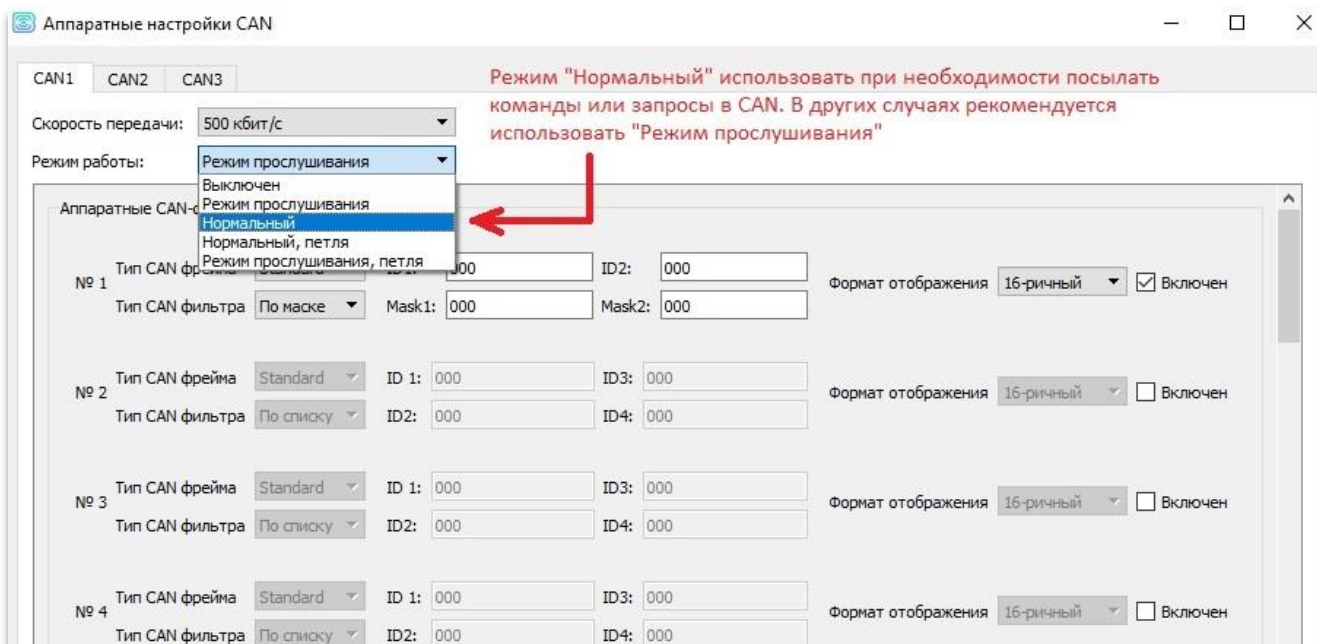 Аппаратные настройки CAN
CAN1 CAN2 CAN3
Режим "Нормальный" использовать при необходимости посылать
команды или запросы в CAN. В других случаях рекомендуется
использовать "Режим прослушивания"
Скорость передачи: 500 кбит/с
Режим работы: Режим прослушивания
Выключен
Режим прослушивания
Нормальный
Нормальный, петля
Режим прослушивания, петля
Аппаратные CAN-
№ 1
Тип CAN 000 ID2: 000
Тип CAN фильтра По маске Mask1: 000 Mask2: 000
Формат отображения 16-ричный Включен
№ 2
Тип CAN фрейма Standard ID 1: 000 ID3: 000
Тип CAN фильтра По списку ID2: 000 ID4: 000
Формат отображения 16-ричный Включен
№ 3
Тип CAN фрейма Standard ID 1: 000 ID3: 000
Тип CAN фильтра По списку ID2: 000 ID4: 000
Формат отображения 16-ричный Включен
№ 4
Тип CAN фрейма Standard ID 1: 000 ID3: 000
Тип CAN фильтра По списку ID2: 000 ID4: 000
Формат отображения 16-ричный Включен